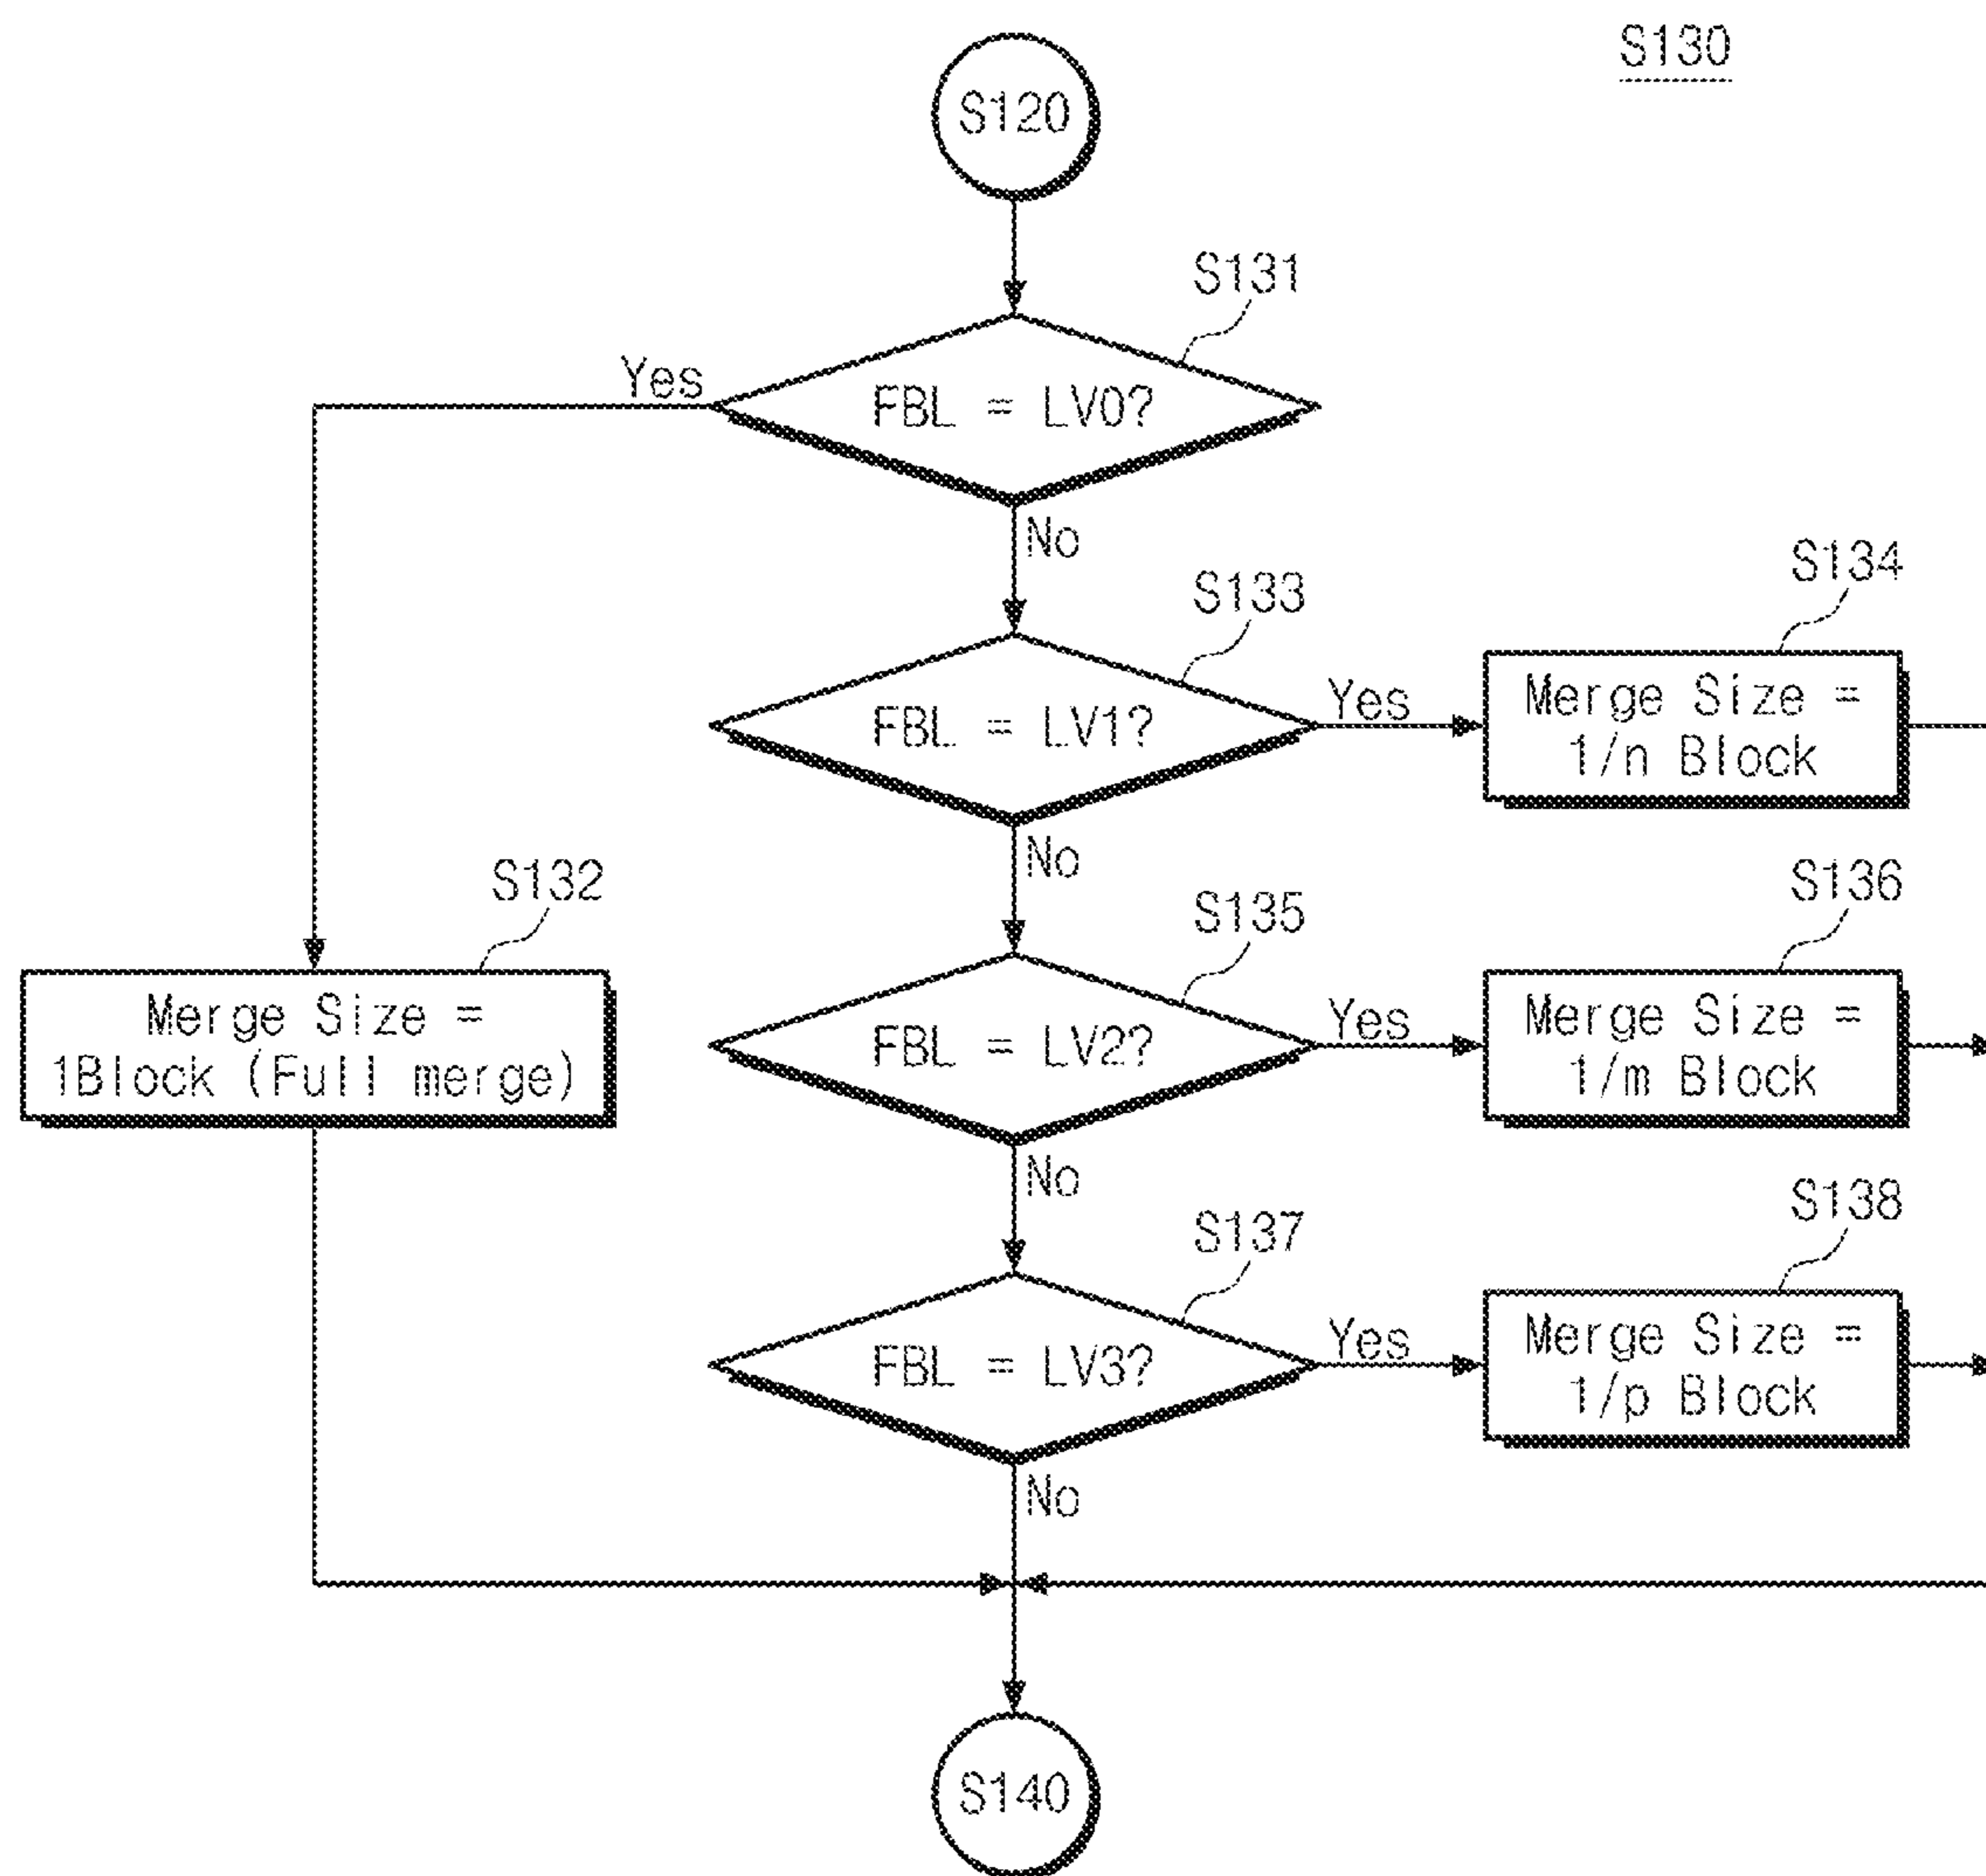 S130
S120
S131
Yes
FBL = LV0?
No
S133
S134
FBL = LV1?
Yes
Merge Size =
1/n Block
No
S132
S135
S136
Merge Size =
1Block (Full merge)
FBL = LV2?
Yes
Merge Size =
1/m Block
No
S137
S138
FBL = LV3?
Yes
Merge Size =
1/p Block
No
S140